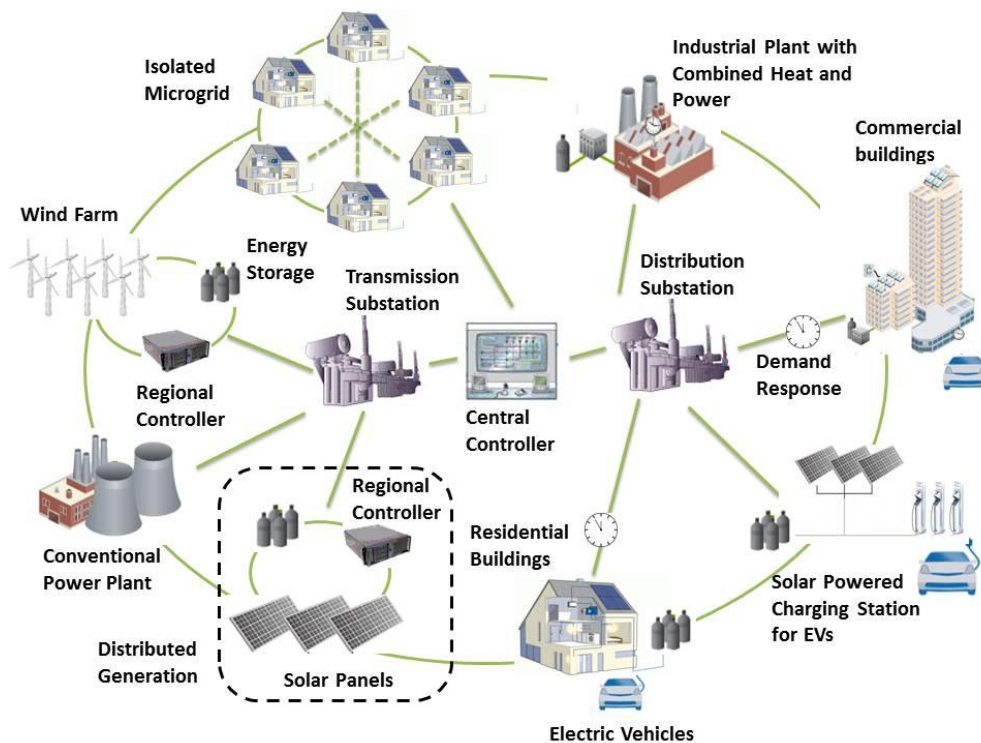 Isolated
Microgrid
Industrial Plant with
Combined Heat and
Power
Commercial
buildings
Wind Farm
Energy
Storage
Transmission
Substation
Distribution
Substation
Regional
Controller
Central
Controller
Demand
Response
Conventional
Power Plant
Regional
Controller
Residential
Buildings
Solar Powered
Charging Station
for EVs
Distributed
Generation
Solar Panels
Electric Vehicles